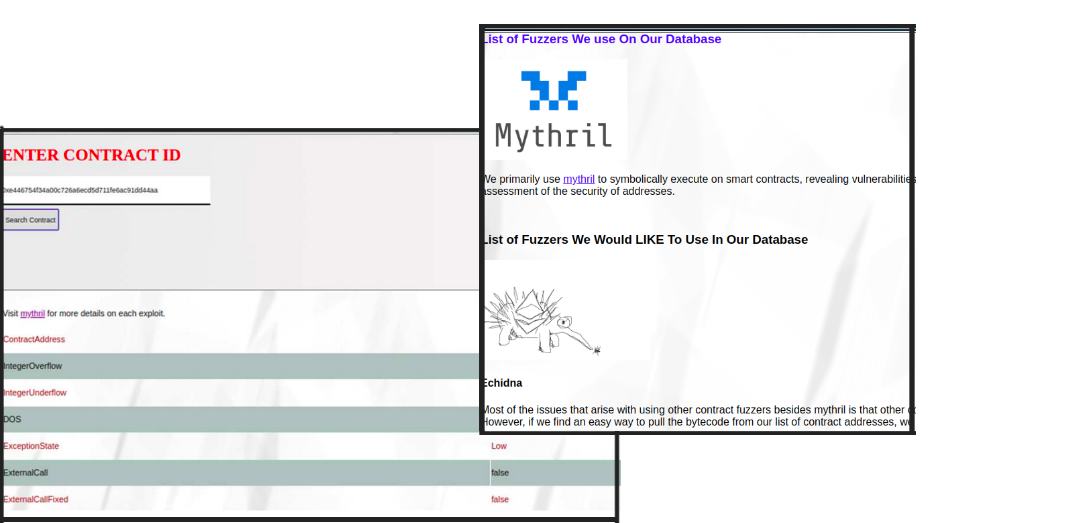 ENTER CONTRACT ID
0xe446754f34a00c726a6ecd5d711fe6ac91dd44aa
Search Contract
Visit mythril for more details on each exploit.
ContractAddress
IntegerOverflow
IntegerUnderflow
DOS
ExceptionState Low
ExternalCall false
ExternalCallFixed false
List of Fuzzers We use On Our Database
Mythril
We primarily use mythril to symbolically execute on smart contracts, revealing vulnerabilities
assessment of the security of addresses.
List of Fuzzers We Would LIKE To Use In Our Database
Echidna
Most of the issues that arise with using other contract fuzzers besides mythril is that other
However, if we find an easy way to pull the bytecode from our list of contract addresses,